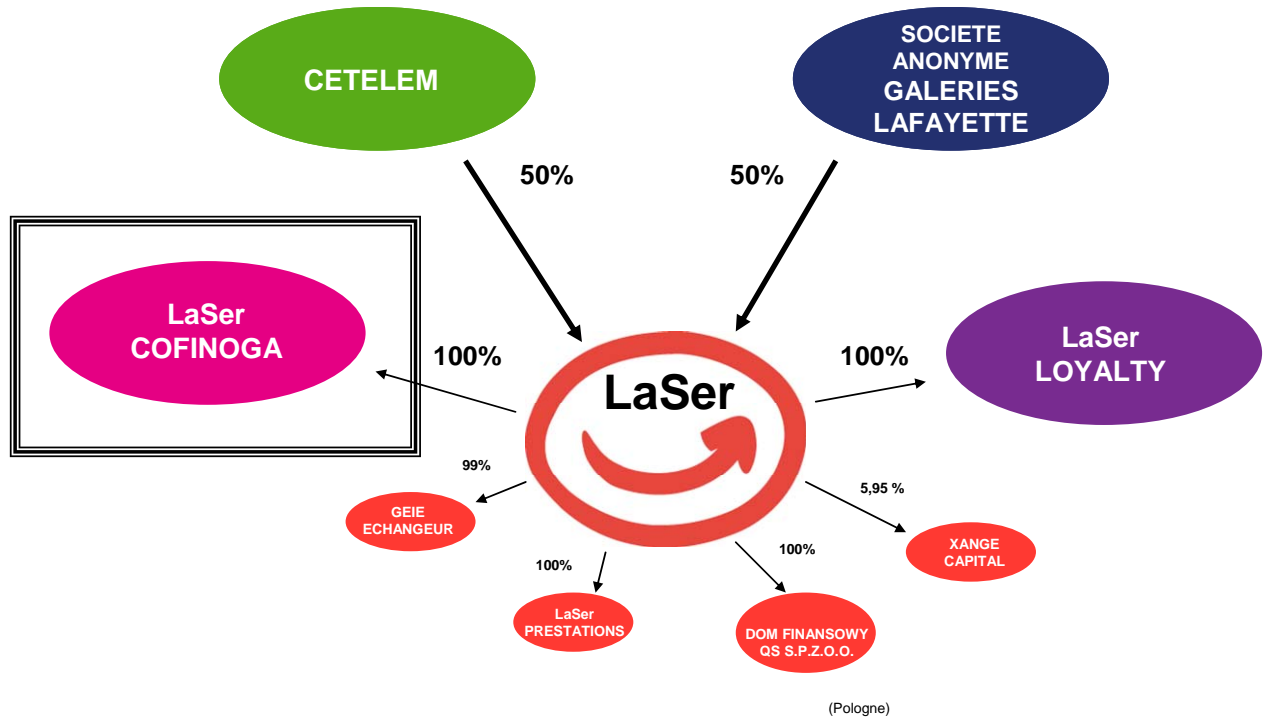 CETELEM
SOCIETE
ANONYME
GALERIES
LAFAYETTE
50%
50%
LaSer
COFINOGA
100%
LaSer
100%
LaSer
LOYALTY
99%
GEIE
ECHANGEUR
5,95 %
XANGE
CAPITAL
100%
LaSer
PRESTATIONS
100%
DOM FINANSOWY
QS S.P.Z.O.O.
(Pologne)